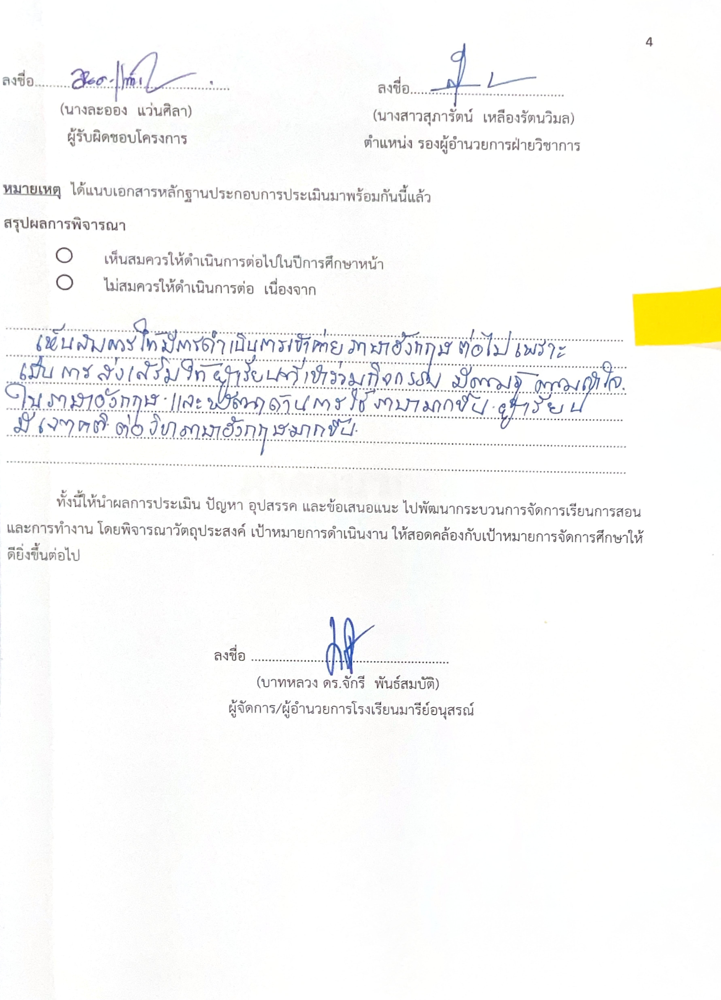 4
ลงชื่อ
ลงชื่อ
(นางละออง แว่นศิลา)
(นางสาวสุภารัตน์ เหลืองรัตนวิมล)
ผู้รับผิดชอบโครงการ
ตำแหน่ง รองผู้อำนวยการฝ่ายวิชาการ
หมายเหตุ ได้แนบเอกสารหลักฐานประกอบการประเมินมาพร้อมกันนี้แล้ว
สรุปผลการพิจารณา
เห็นสมควรให้ดำเนินการต่อไปในปีการศึกษาหน้า
ไม่สมควรให้ดำเนินการต่อ เนื่องจาก
เห็นสมควรให้มีการดำเนินการเข้าค่ายภาษาอังกฤษต่อไป เพราะ
เป็นการส่งเสริมให้ผู้เรียนที่เข้าร่วมกิจกรรม มีความรู้ ความเข้าใจ
ในภาษาอังกฤษ และพัฒนาด้านการใช้ภาษามากขึ้น ผู้เรียน
มีเจตคติ ต่อวิชาภาษาอังกฤษมากขึ้น
ทั้งนี้ให้นำผลการประเมิน ปัญหา อุปสรรค และข้อเสนอแนะ ไปพัฒนากระบวนการจัดการเรียนการสอน
และการทำงาน โดยพิจารณาวัตถุประสงค์ เป้าหมายการดำเนินงาน ให้สอดคล้องกับเป้าหมายการจัดการศึกษาให้
ดียิ่งขึ้นต่อไป
ลงชื่อ
(บาทหลวง ดร.จักรี พันธ์สมบัติ)
ผู้จัดการ/ผู้อำนวยการโรงเรียนมารีย์อนุสรณ์